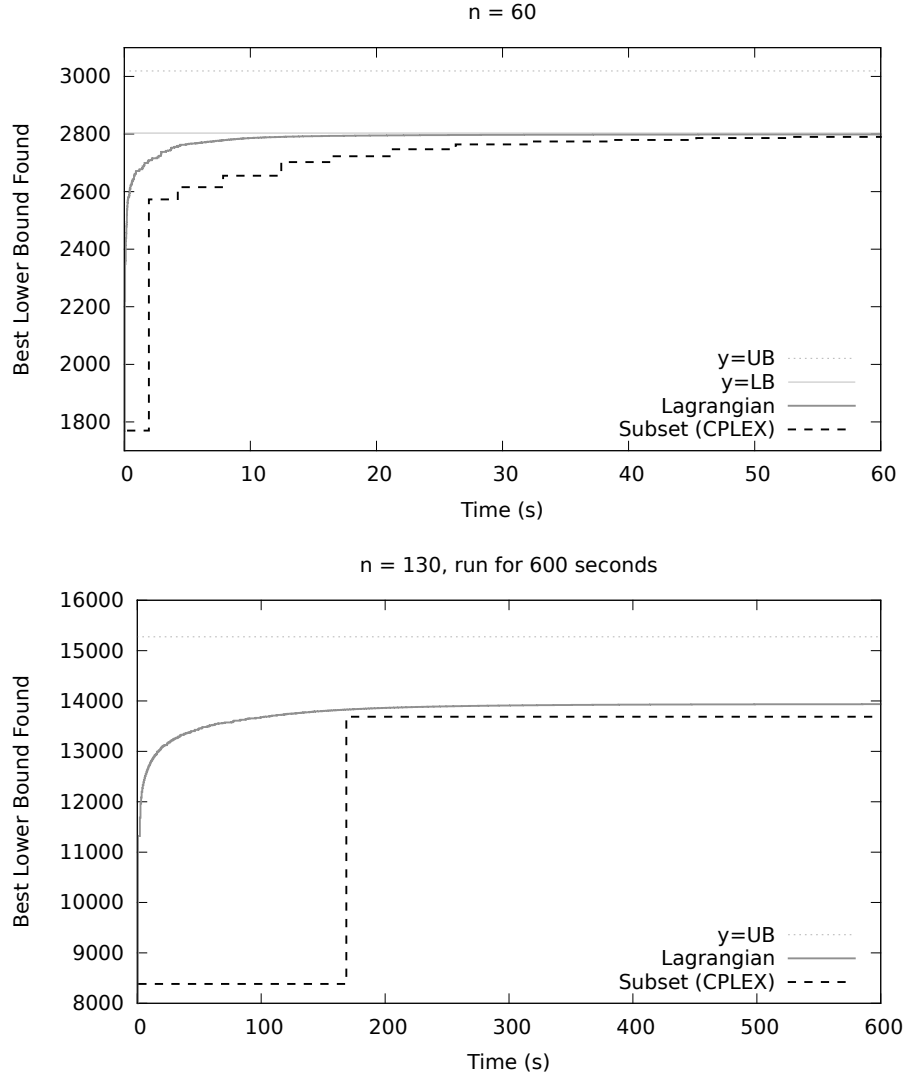 n = 60
Best Lower Bound Found
3000
2800
2600
2400
2200
2000
1800
y=UB
y=LB
Lagrangian
Subset (CPLEX)
0 10 20 30 40 50 60
Time (s)
n = 130, run for 600 seconds
Best Lower Bound Found
16000
15000
14000
13000
12000
11000
10000
9000
8000
y=UB
Lagrangian
Subset (CPLEX)
0 100 200 300 400 500 600
Time (s)